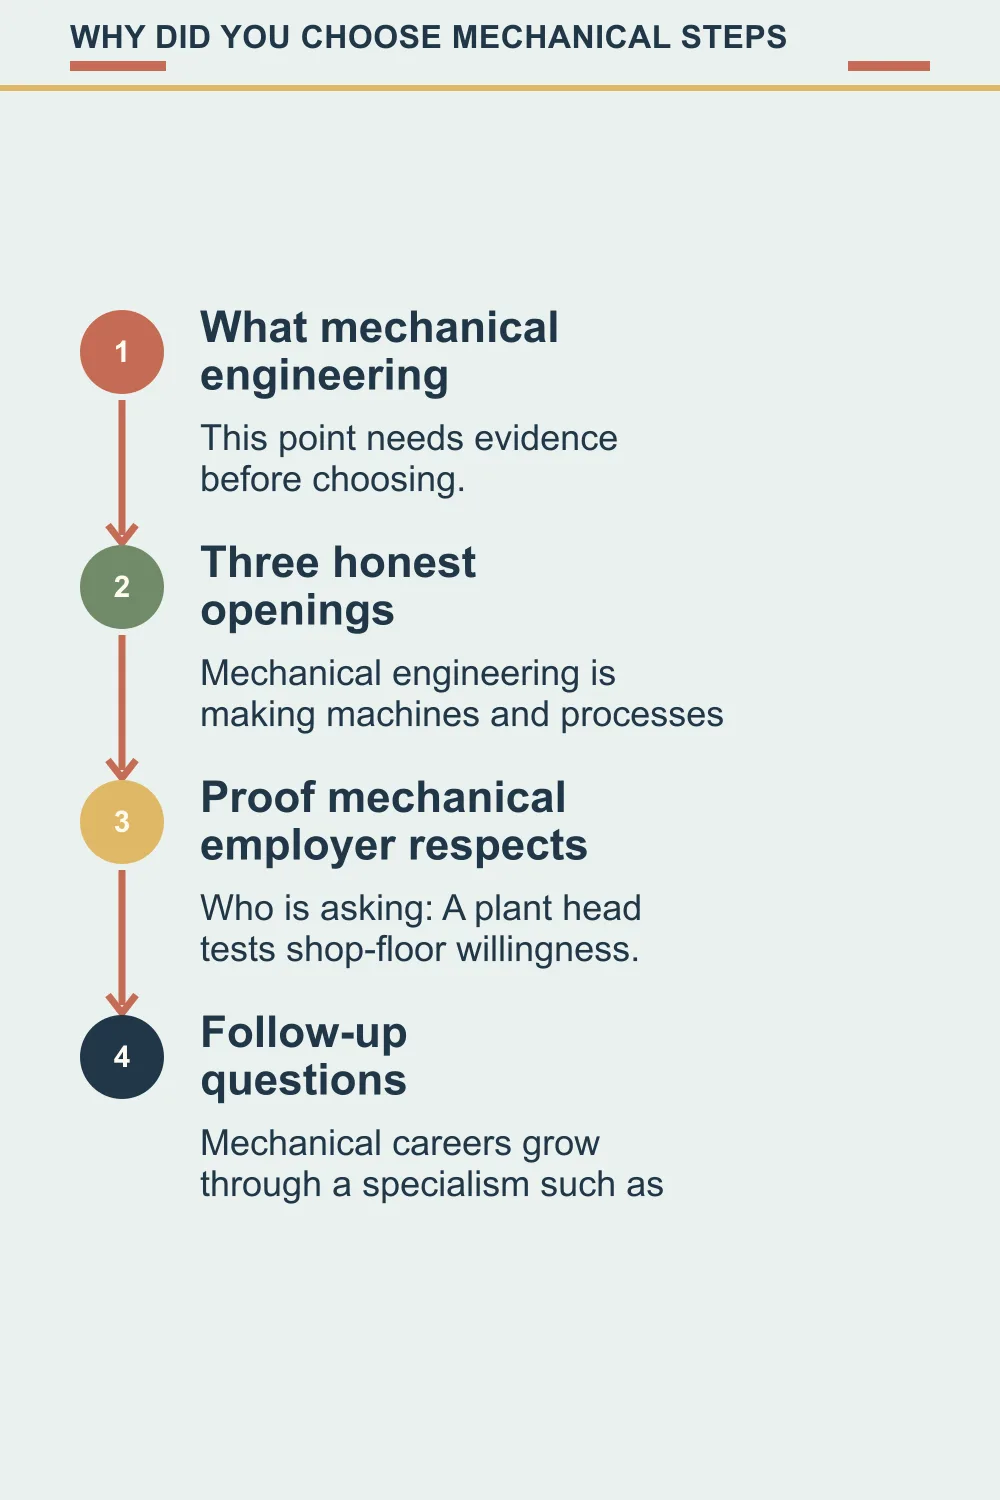 WHY DID YOU CHOOSE MECHANICAL STEPS
1
What mechanical
engineering
This point needs evidence
before choosing.
2
Three honest
openings
Mechanical engineering is
making machines and processes
3
Proof mechanical
employer respects
Who is asking: A plant head
tests shop-floor willingness.
4
Follow-up
questions
Mechanical careers grow
through a specialism such as